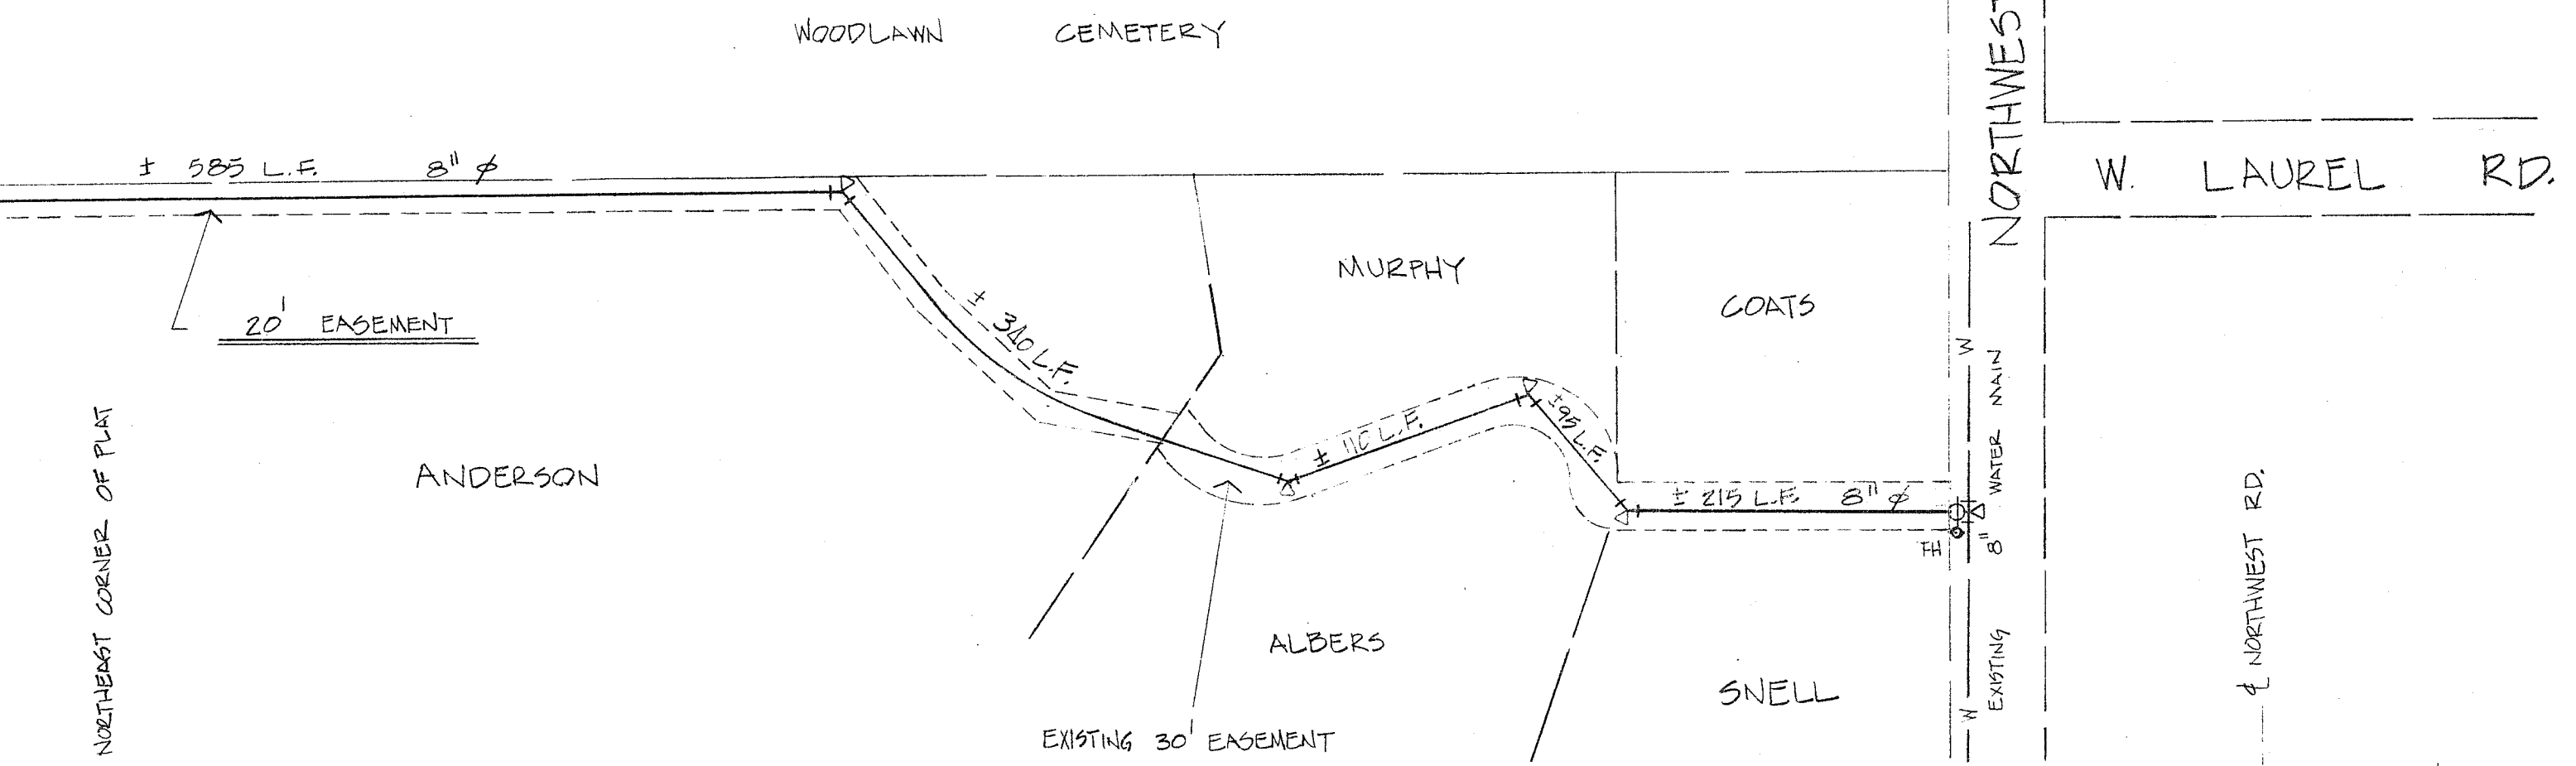 WOODLAWN CEMETERY
NORTHWEST
± 585 L.F. 8" ⌀
W. LAUREL RD.
MURPHY
COATS
20' EASEMENT
± 340 L.F.
W
WATER MAIN
± 110 L.F.
±95 L.F.
NORTHEAST CORNER OF PLAT
ANDERSON
± 215 L.F. 8" ⌀
FH
8"
℄ NORTHWEST RD.
ALBERS
EXISTING
SNELL
W
EXISTING 30' EASEMENT